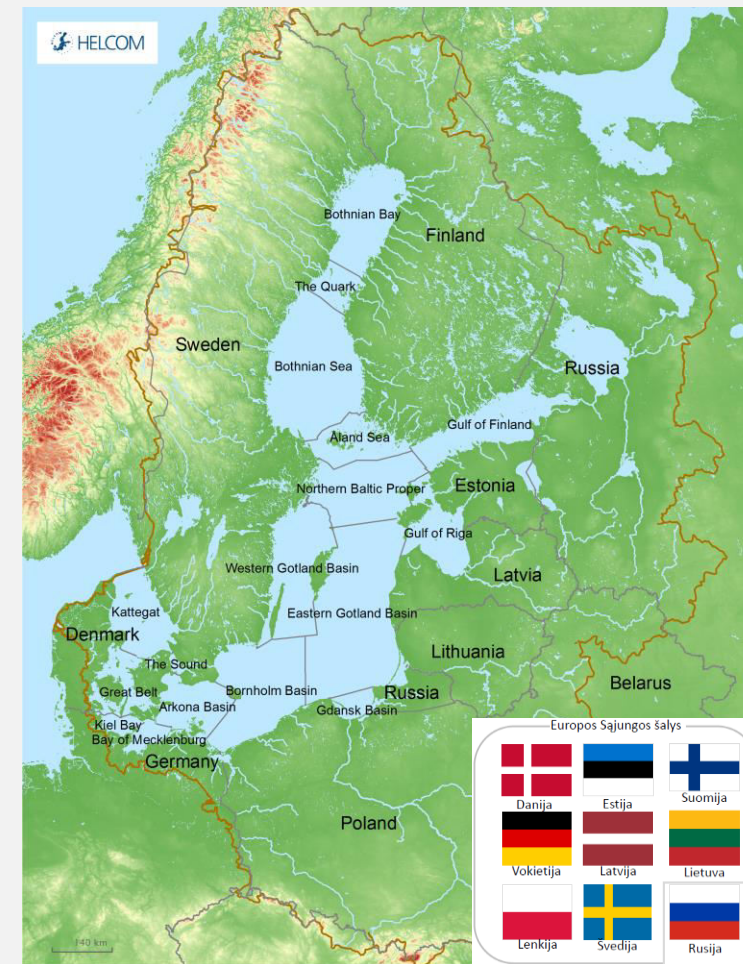 HELCOM
Bothnian Bay
Finland
The Quark
Sweden
Bothnian Sea
Russia
Gulf of Finland
Åland Sea
Northern Baltic Proper
Estonia
Gulf of Riga
Western Gotland Basin
Latvia
Eastern Gotland Basin
Kattegat
Denmark
Lithuania
The Sound
Belarus
Great Belt
Bornholm Basin
Russia
Arkona Basin
Gdansk Basin
Kiel Bay
Bay of Mecklenburg
Germany
Poland
140 km
Europos Sąjungos šalys
Danija
Estija
Suomija
Vokietija
Latvija
Lietuva
Lenkija
Švedija
Rusija